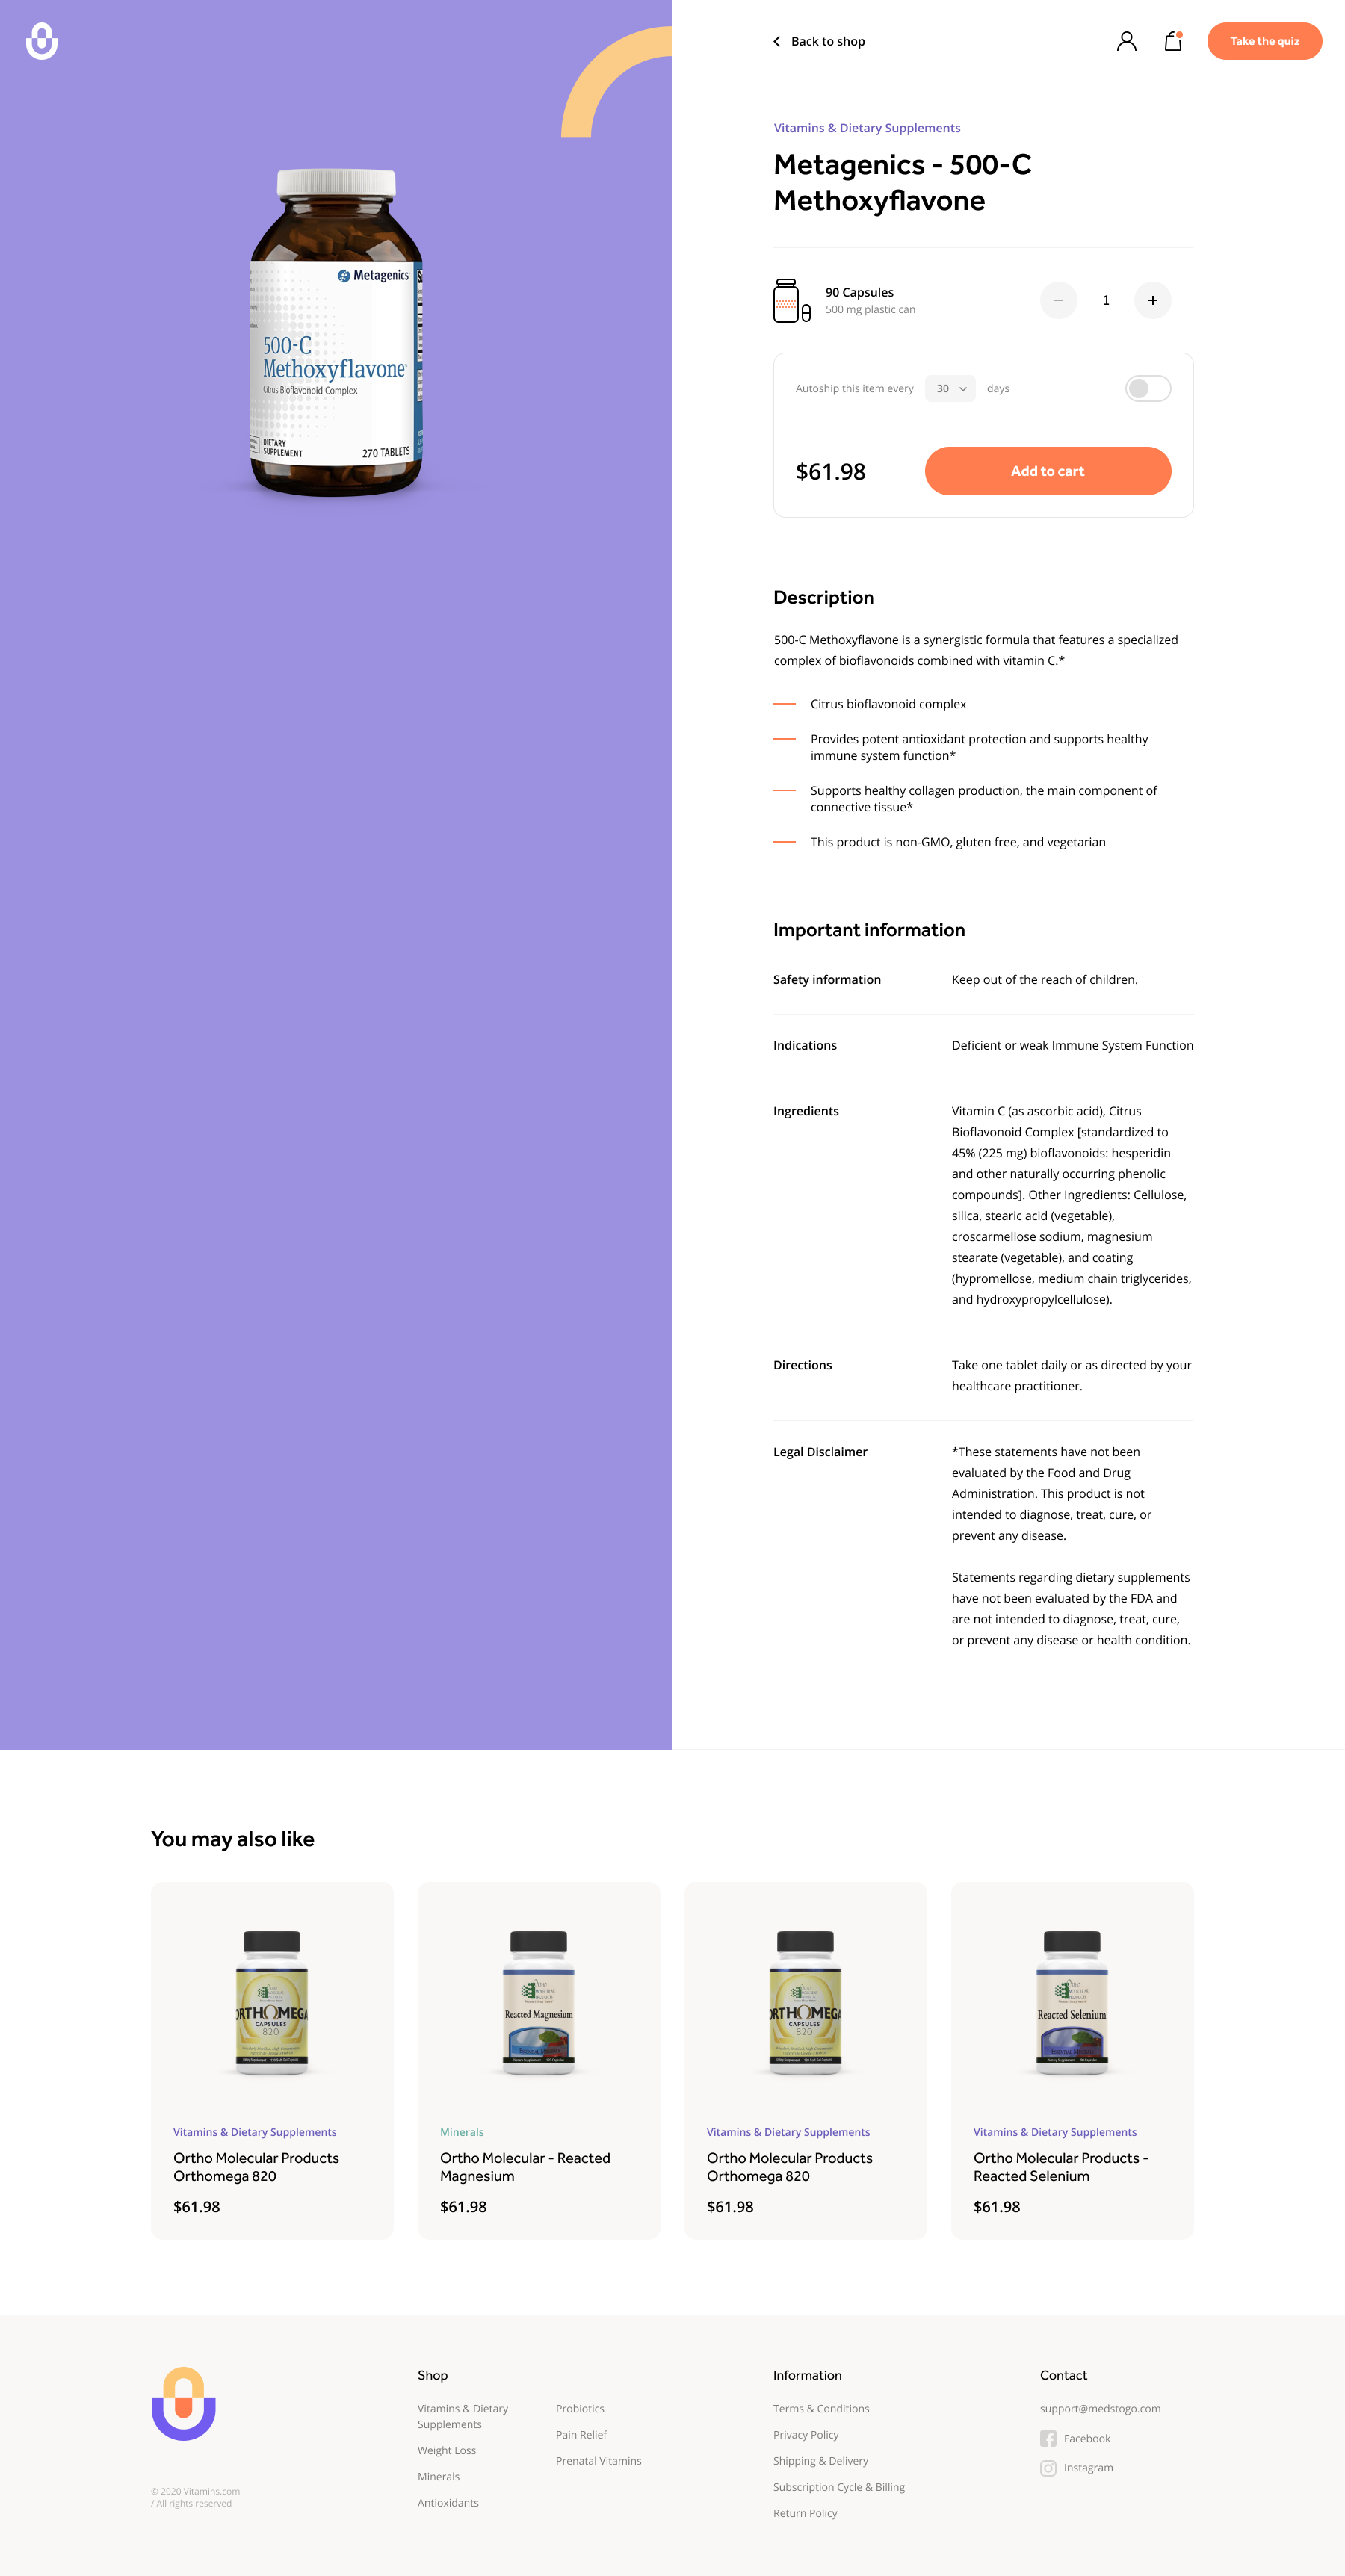 Back to shop
Take the quiz
Vitamins & Dietary Supplements
Metagenics - 500-C
Methoxyflavone
Metagenics
500-C
Methoxyflavone
Citrus Bioflavonoid Complex
DIETARY
SUPPLEMENT
270 TABLETS
90 Capsules
500 mg plastic can
1
Autoship this item every 30 days
$61.98
Add to cart
Description
500-C Methoxyflavone is a synergistic formula that features a specialized
complex of bioflavonoids combined with vitamin C.*
Citrus bioflavonoid complex
Provides potent antioxidant protection and supports healthy
immune system function*
Supports healthy collagen production, the main component of
connective tissue*
This product is non-GMO, gluten free, and vegetarian
Important information
Safety information
Keep out of the reach of children.
Indications
Deficient or weak Immune System Function
Ingredients
Vitamin C (as ascorbic acid), Citrus
Bioflavonoid Complex [standardized to
45% (225 mg) bioflavonoids: hesperidin
and other naturally occurring phenolic
compounds]. Other Ingredients: Cellulose,
silica, stearic acid (vegetable),
croscarmellose sodium, magnesium
stearate (vegetable), and coating
(hypromellose, medium chain triglycerides,
and hydroxypropylcellulose).
Directions
Take one tablet daily or as directed by your
healthcare practitioner.
Legal Disclaimer
*These statements have not been
evaluated by the Food and Drug
Administration. This product is not
intended to diagnose, treat, cure, or
prevent any disease.
Statements regarding dietary supplements
have not been evaluated by the FDA and
are not intended to diagnose, treat, cure,
or prevent any disease or health condition.
You may also like
ORTHOMEGA
CAPSULES
820
Vitamins & Dietary Supplements
Ortho Molecular Products
Orthomega 820
$61.98
Reacted Magnesium
Minerals
Ortho Molecular - Reacted
Magnesium
$61.98
ORTHOMEGA
CAPSULES
820
Vitamins & Dietary Supplements
Ortho Molecular Products
Orthomega 820
$61.98
Reacted Selenium
Vitamins & Dietary Supplements
Ortho Molecular Products -
Reacted Selenium
$61.98
© 2020 Vitamins.com
/ All rights reserved
Shop
Vitamins & Dietary
Supplements
Weight Loss
Minerals
Antioxidants
Probiotics
Pain Relief
Prenatal Vitamins
Information
Terms & Conditions
Privacy Policy
Shipping & Delivery
Subscription Cycle & Billing
Return Policy
Contact
support@medstogo.com
Facebook
Instagram